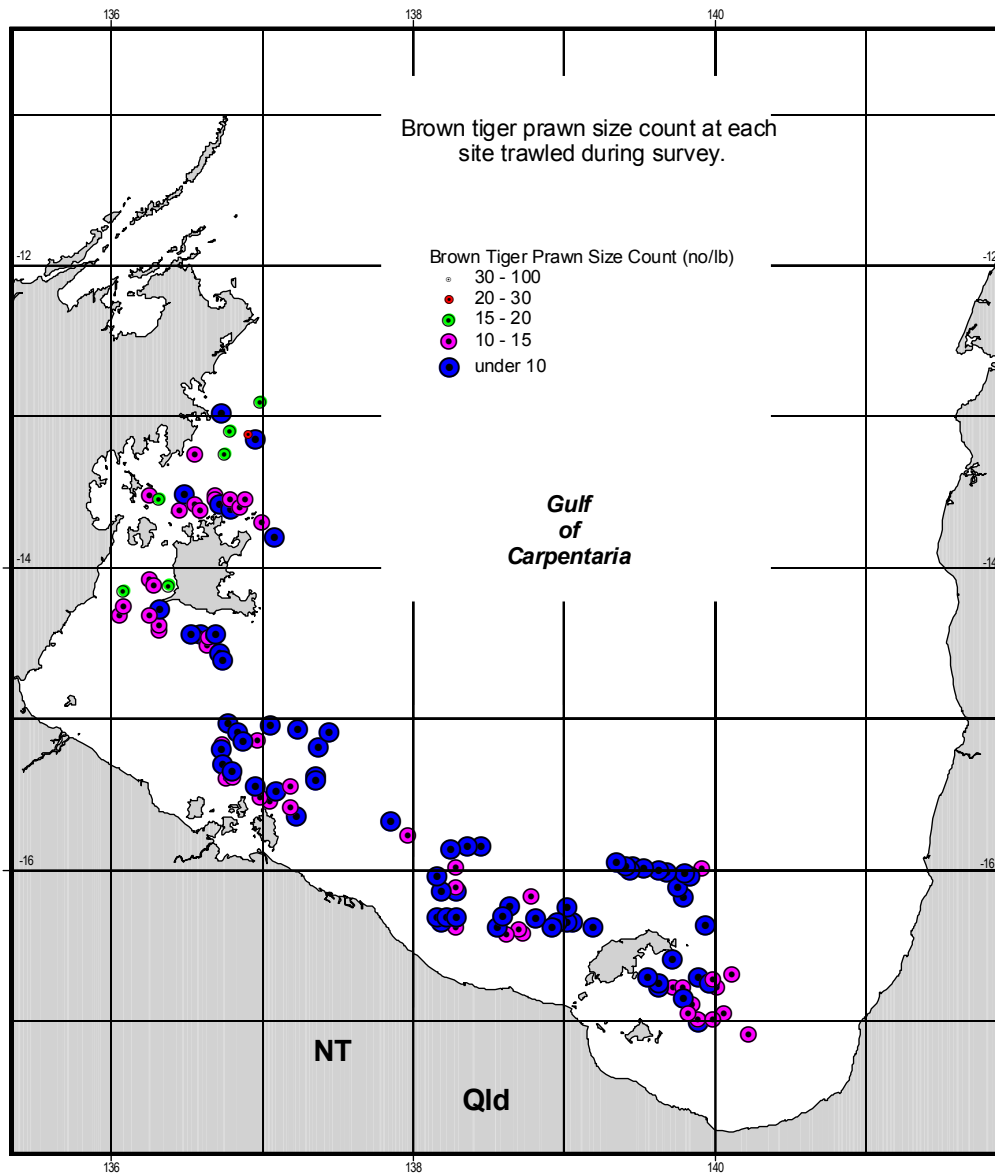 136
138
140
Brown tiger prawn size count at each
site trawled during survey.
-12
-12
Brown Tiger Prawn Size Count (no/lb)
30 - 100
20 - 30
15 - 20
10 - 15
under 10
Gulf
of
Carpentaria
-14
-14
-16
-16
NT
Qld
136
138
140